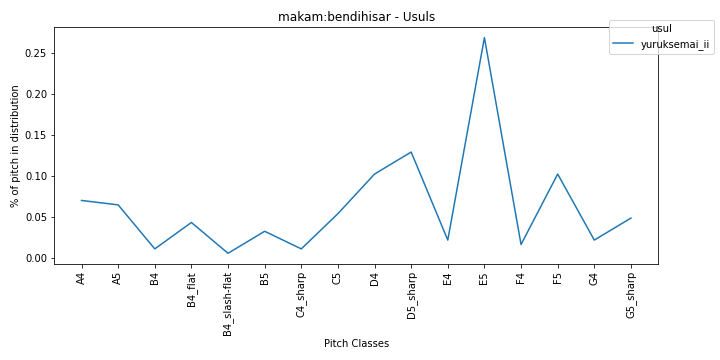 makam:bendihisar - Usuls
usul
yuruksemai_ii
% of pitch in distribution
0.25
0.20
0.15
0.10
0.05
0.00
A4
A5
B4
B4_flat
B4_slash-flat
B5
C4_sharp
C5
D4
D5_sharp
E4
E5
F4
F5
G4
G5_sharp
Pitch Classes